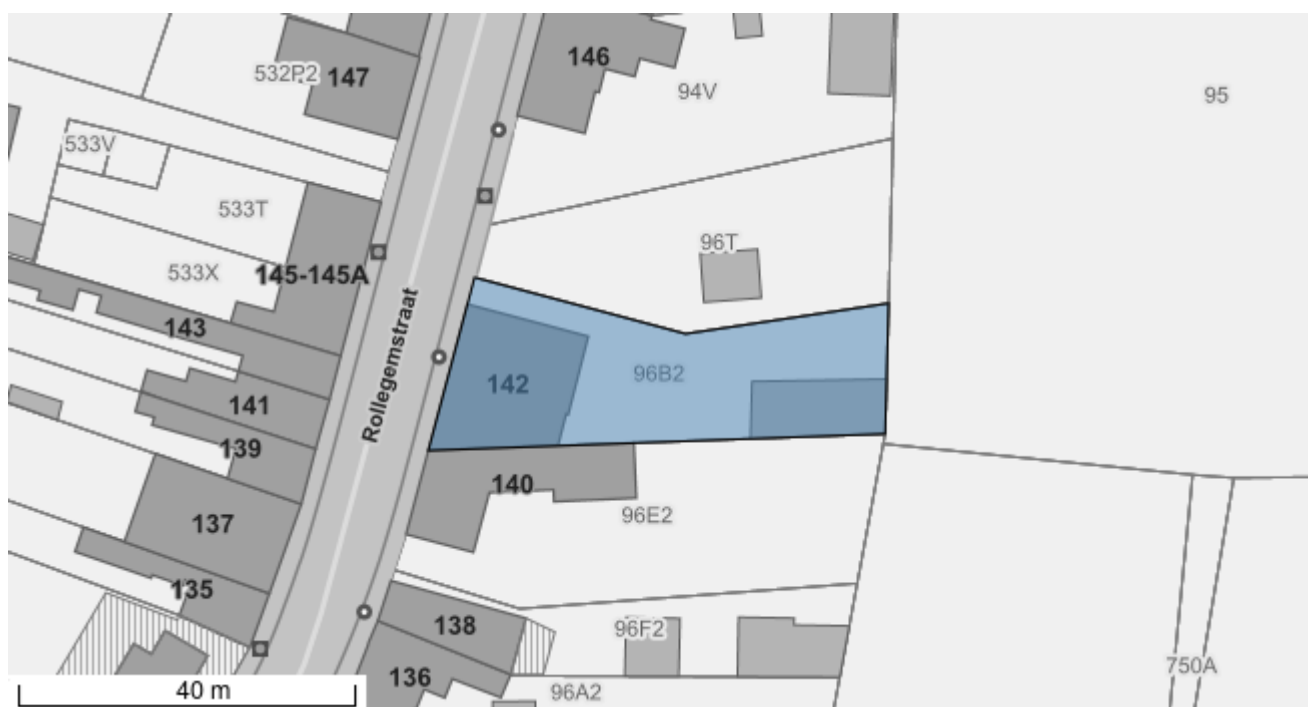 146
532P2 147
94V
95
533V
533T
96T
533X
145-145A
143
Rollegemstraat
96B2
142
141
139
140
96E2
137
135
138
96F2
750A
136
96A2
40 m